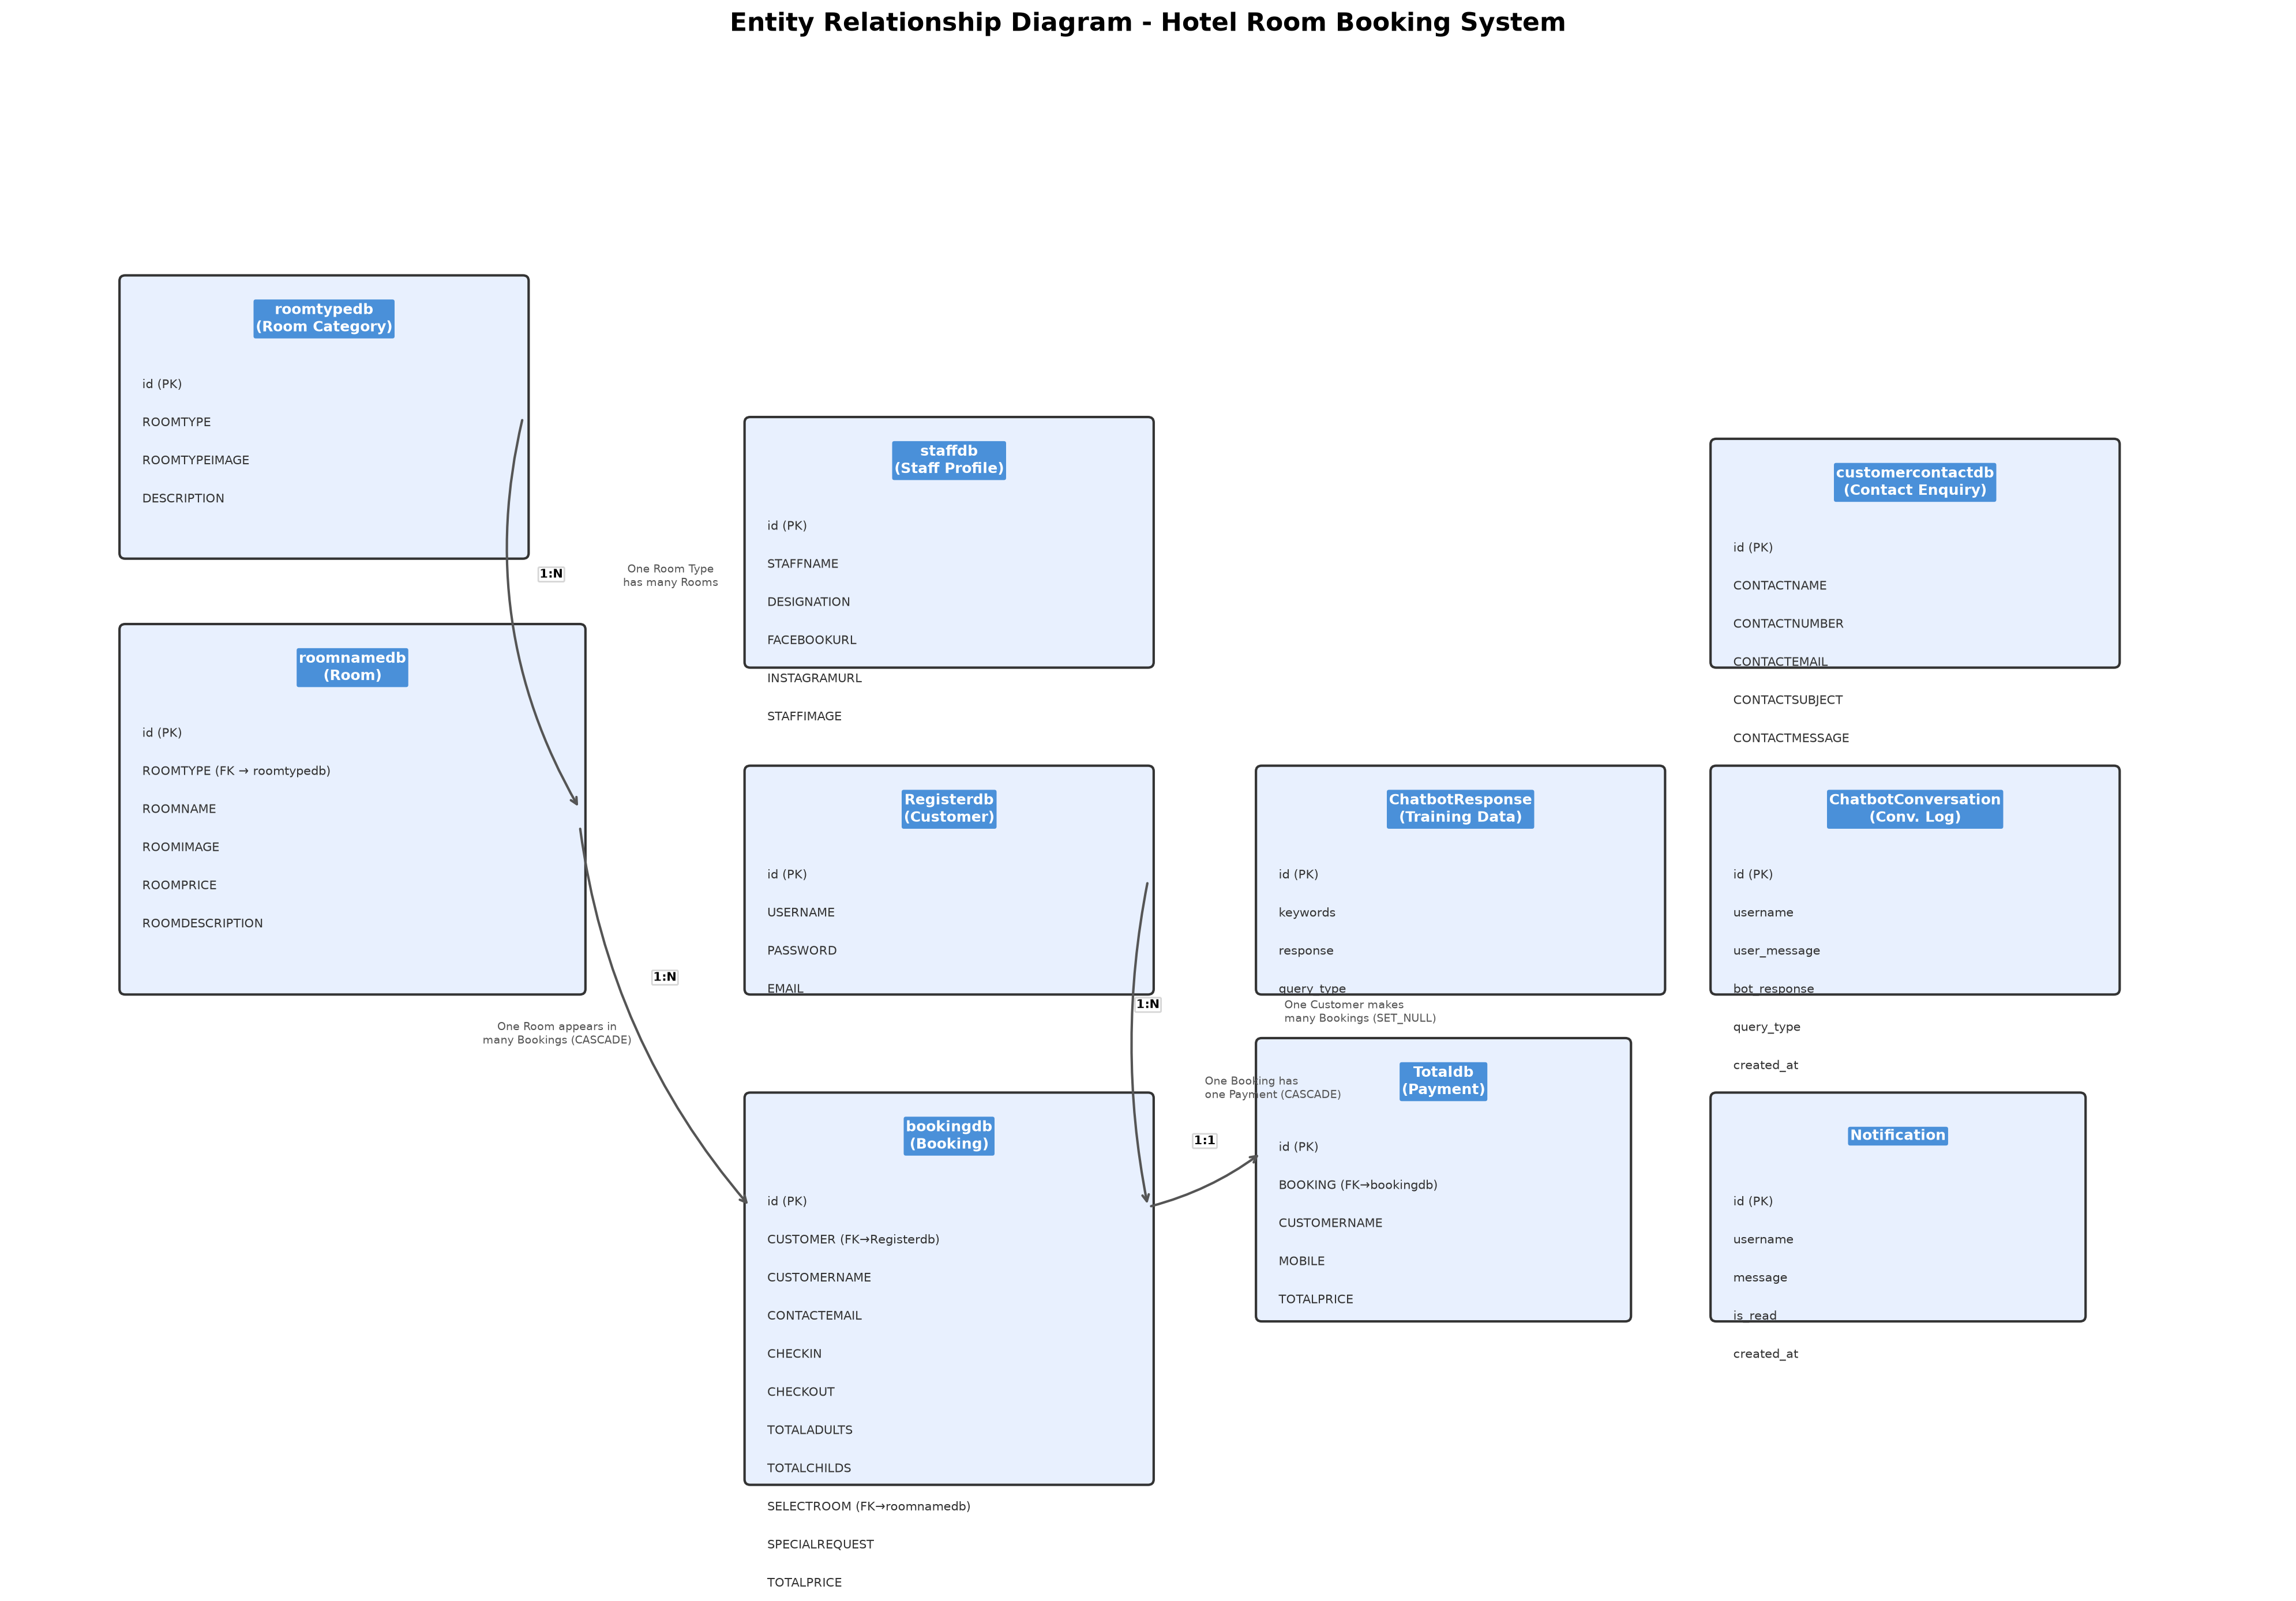 Entity Relationship Diagram - Hotel Room Booking System
roomtypedb
(Room Category)
id (PK)
ROOMTYPE
ROOMTYPEIMAGE
DESCRIPTION
1:N
One Room Type
has many Rooms
roomnamedb
(Room)
id (PK)
ROOMTYPE (FK → roomtypedb)
ROOMNAME
ROOMIMAGE
ROOMPRICE
ROOMDESCRIPTION
1:N
One Room appears in
many Bookings (CASCADE)
staffdb
(Staff Profile)
id (PK)
STAFFNAME
DESIGNATION
FACEBOOKURL
INSTAGRAMURL
STAFFIMAGE
Registerdb
(Customer)
id (PK)
USERNAME
PASSWORD
EMAIL
1:N
One Customer makes
many Bookings (SET_NULL)
bookingdb
(Booking)
id (PK)
CUSTOMER (FK→Registerdb)
CUSTOMERNAME
CONTACTEMAIL
CHECKIN
CHECKOUT
TOTALADULTS
TOTALCHILDS
SELECTROOM (FK→roomnamedb)
SPECIALREQUEST
TOTALPRICE
1:1
One Booking has
one Payment (CASCADE)
ChatbotResponse
(Training Data)
id (PK)
keywords
response
query_type
Totaldb
(Payment)
id (PK)
BOOKING (FK→bookingdb)
CUSTOMERNAME
MOBILE
TOTALPRICE
customercontactdb
(Contact Enquiry)
id (PK)
CONTACTNAME
CONTACTNUMBER
CONTACTEMAIL
CONTACTSUBJECT
CONTACTMESSAGE
ChatbotConversation
(Conv. Log)
id (PK)
username
user_message
bot_response
query_type
created_at
Notification
id (PK)
username
message
is_read
created_at